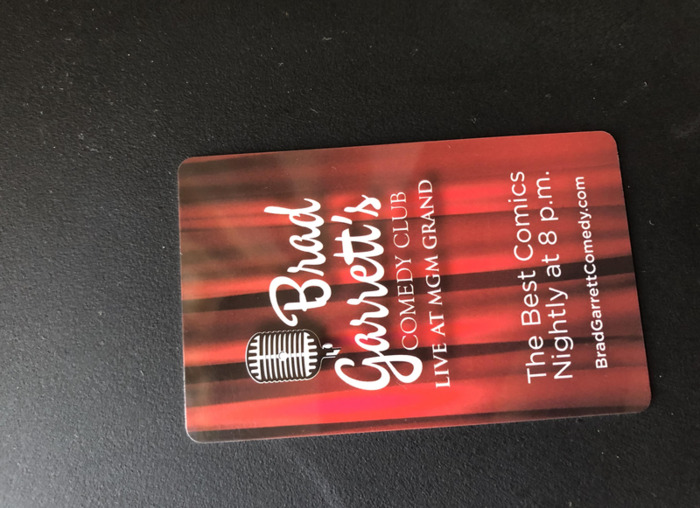 Brad
Garrett's
COMEDY CLUB
LIVE AT MGM GRAND
The Best Comics
Nightly at 8 p.m.
BradGarrettComedy.com